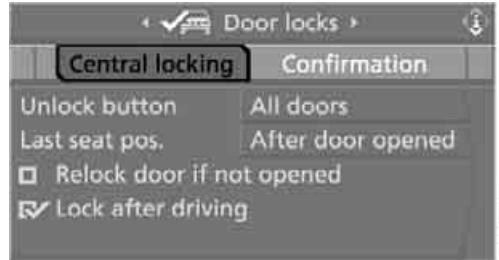 Door locks
Central locking Confirmation
Unlock button All doors
Last seat pos. After door opened
Relock door if not opened
Lock after driving